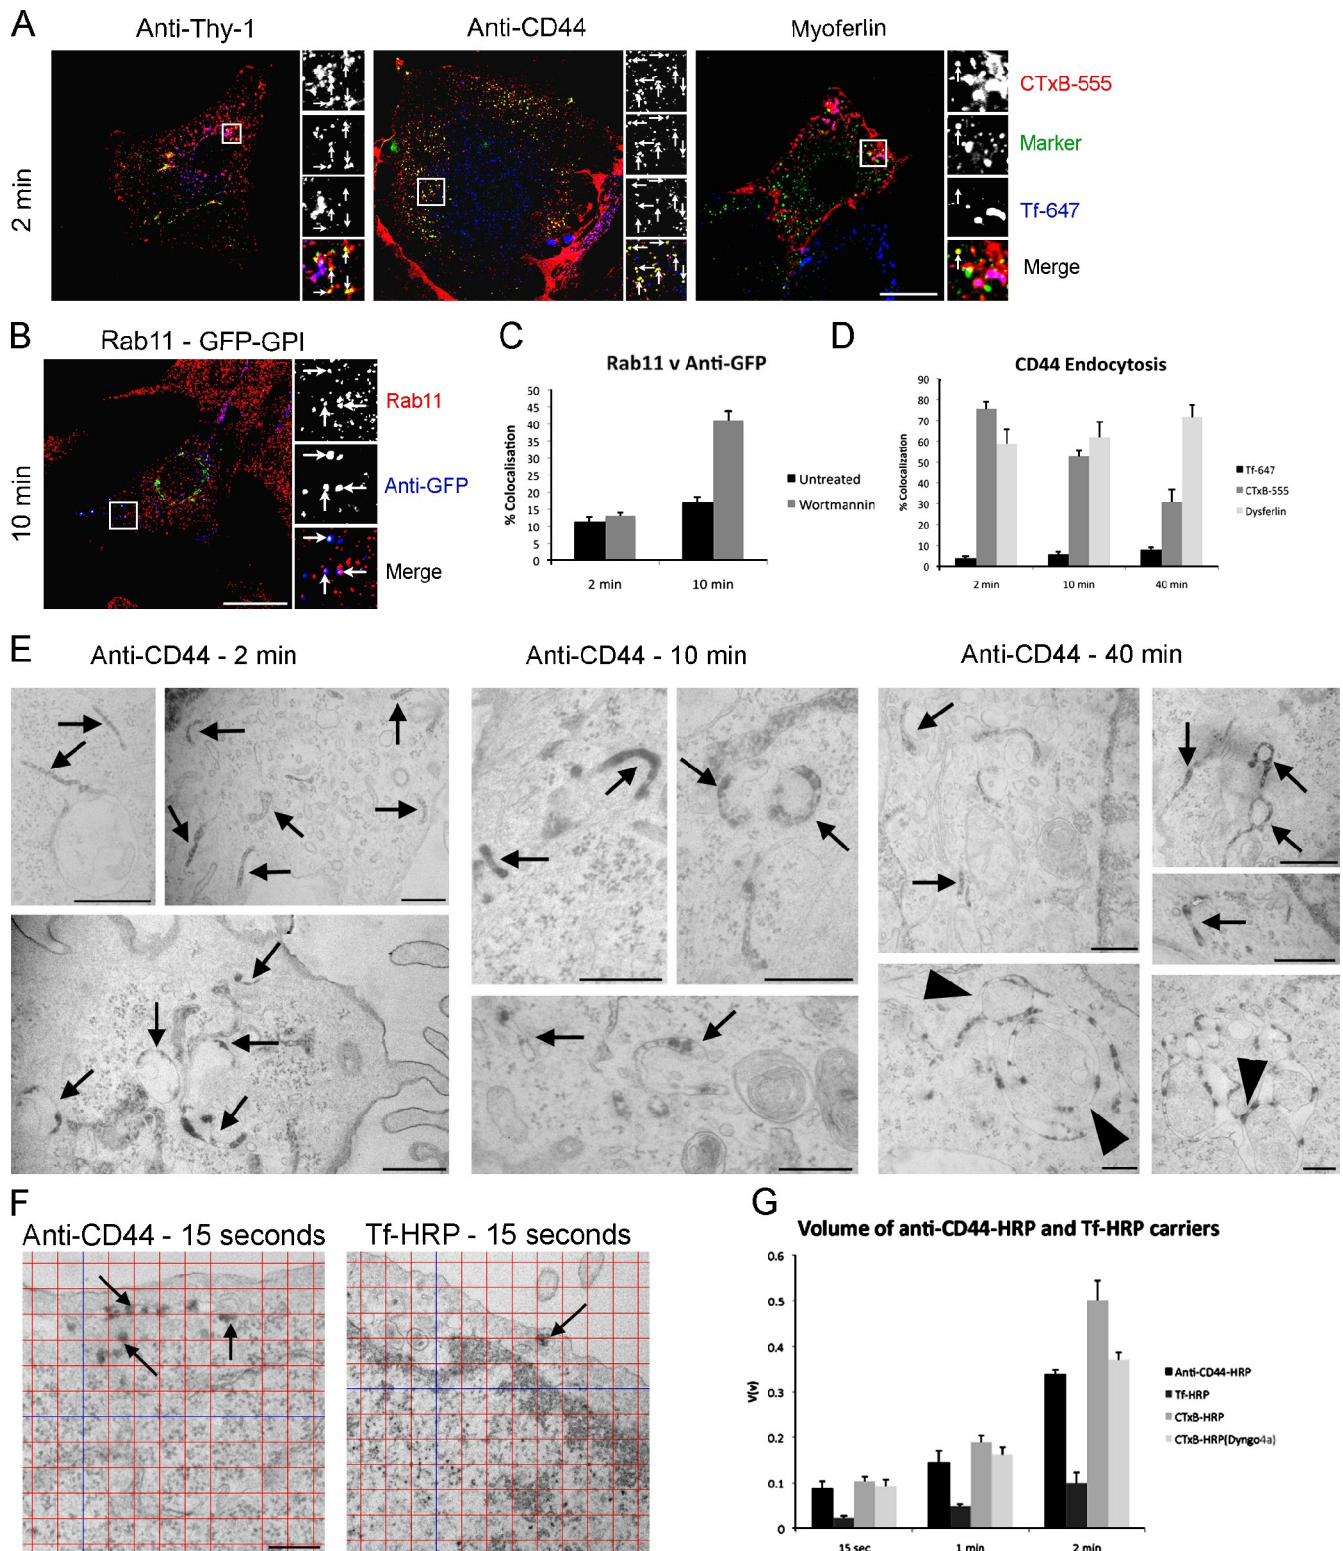 A
Anti-Thy-1
Anti-CD44
Myoferlin
2 min
CTxB-555
Marker
Tf-647
Merge
B
Rab11 - GFP-GPI
10 min
Rab11
Anti-GFP
Merge
C
Rab11 v Anti-GFP
% Colocalisation
50
45
40
35
30
25
20
15
10
5
0
2 min
10 min
Untreated
Wortmannin
D
CD44 Endocytosis
% Colocalization
90
80
70
60
50
40
30
20
10
0
2 min
10 min
40 min
Tf-647
CTxB-555
Dysferlin
E
Anti-CD44 - 2 min
Anti-CD44 - 10 min
Anti-CD44 - 40 min
F
Anti-CD44 - 15 seconds
Tf-HRP - 15 seconds
G
Volume of anti-CD44-HRP and Tf-HRP carriers
V(v)
0.6
0.5
0.4
0.3
0.2
0.1
0
15 sec
1 min
2 min
Anti-CD44-HRP
Tf-HRP
CTxB-HRP
CTxB-HRP(Dyngo4a)